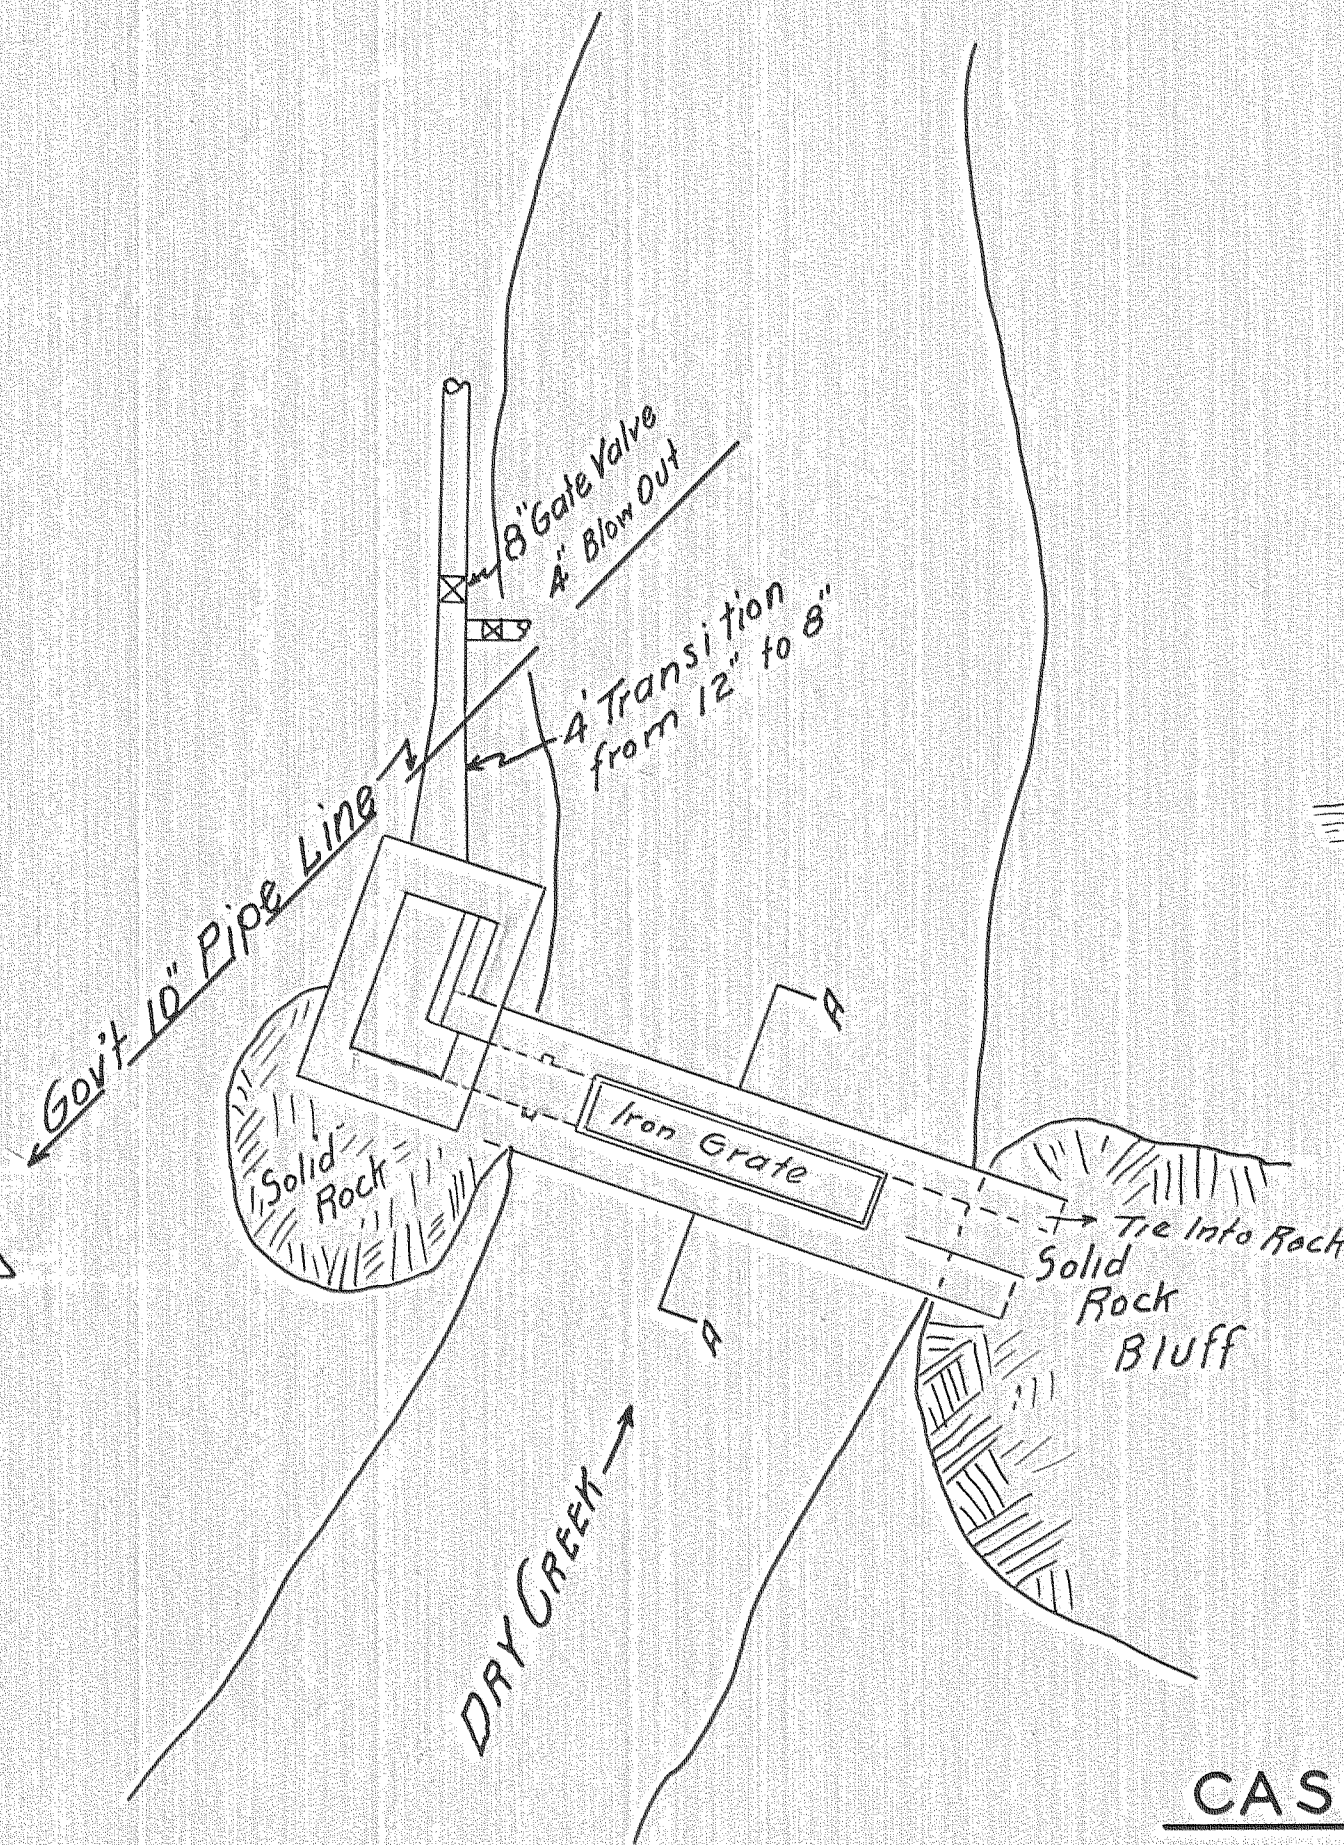 8" Gate Valve
4" Blow Out
4' Transition
from 12" to 8"
Gov't 10" Pipe Line
A
Iron Grate
Solid
Rock
Tie Into Rock
Solid
Rock
Bluff
A
DRY CREEK
CAS